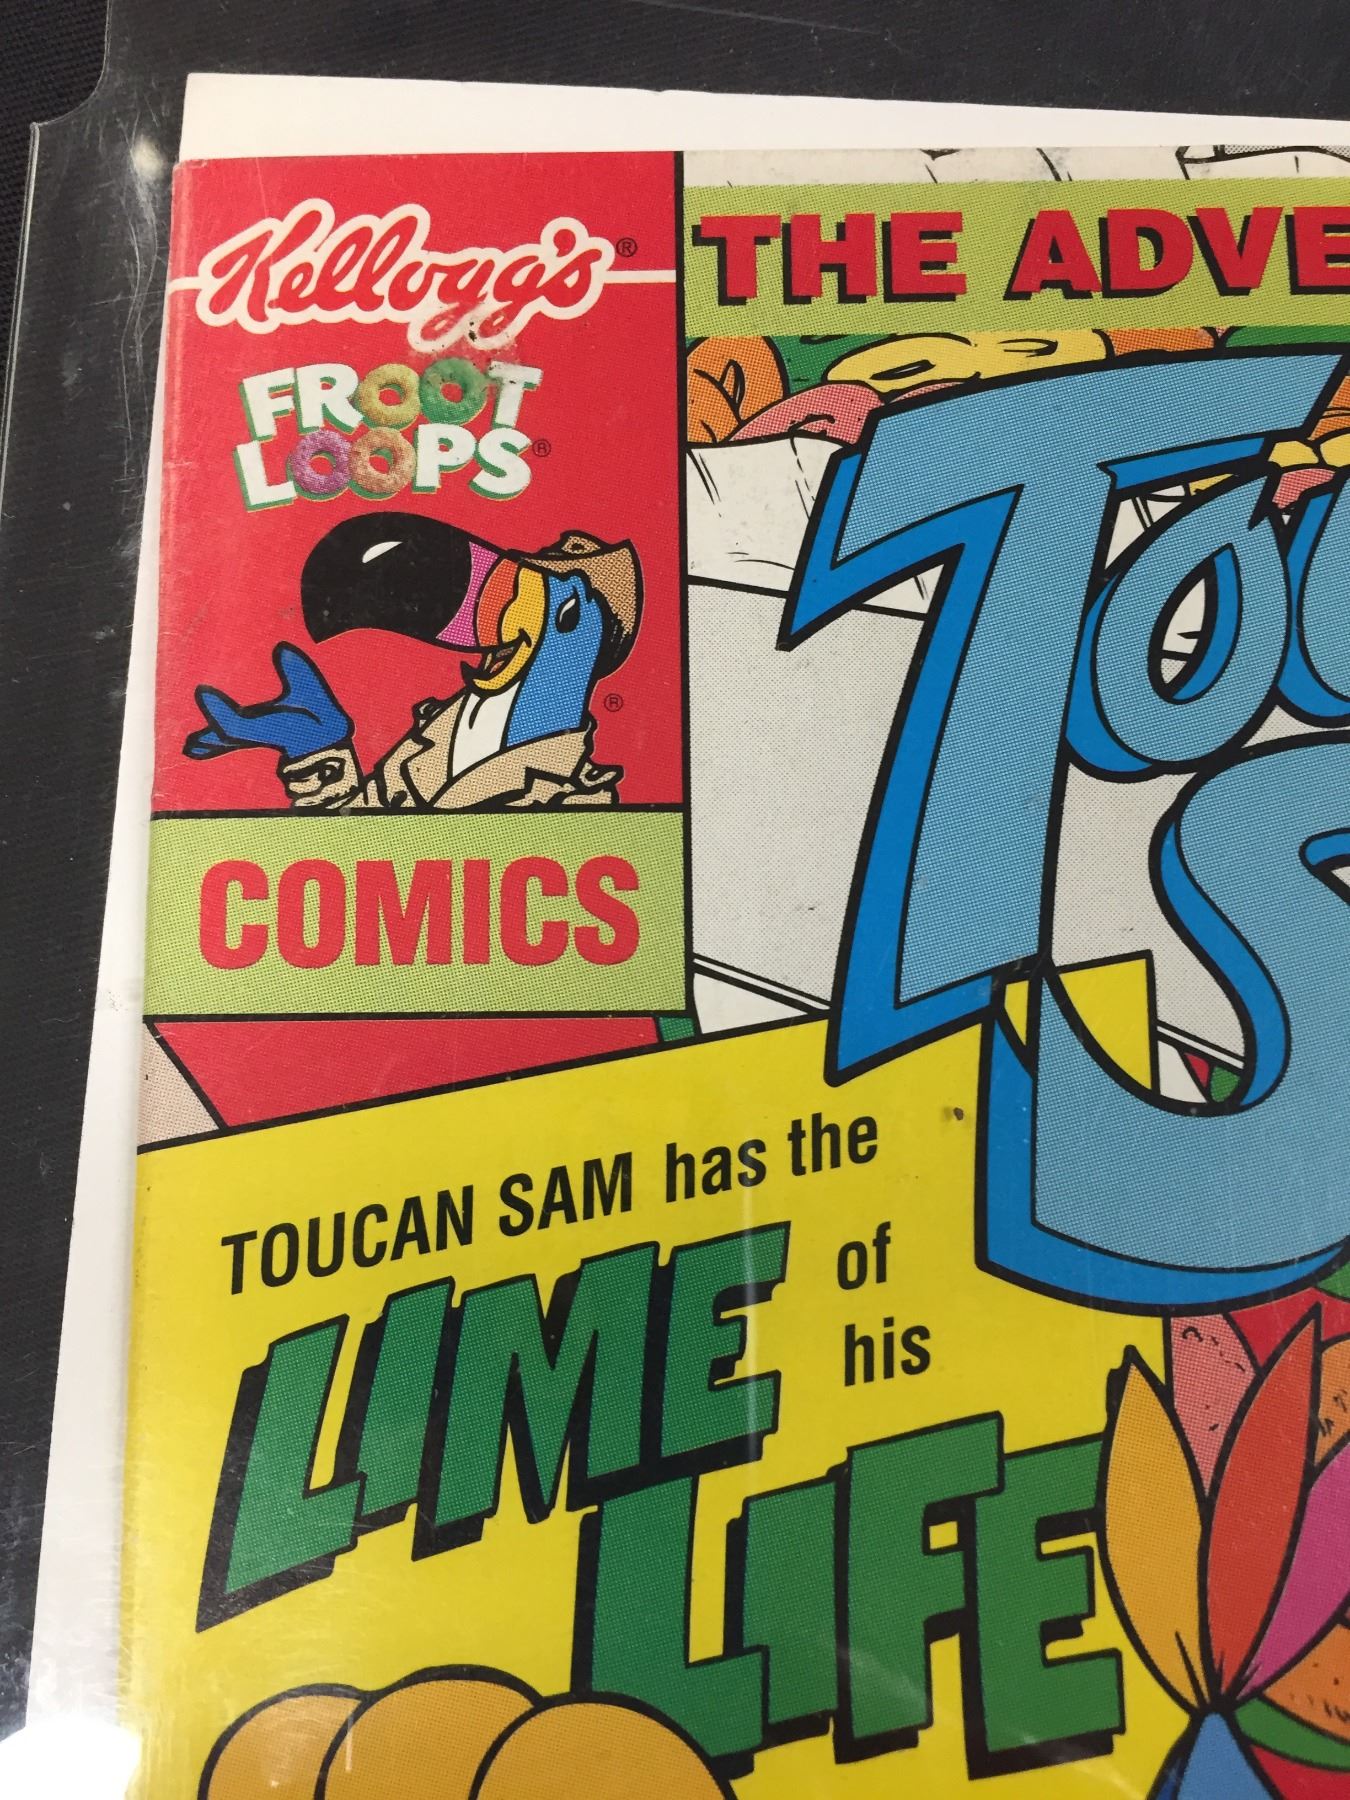 Kellogg's®
FROOT
LOOPS®
®
COMICS
THE ADVE
TOUCAN SAM has the
LIME of
his
LIFE